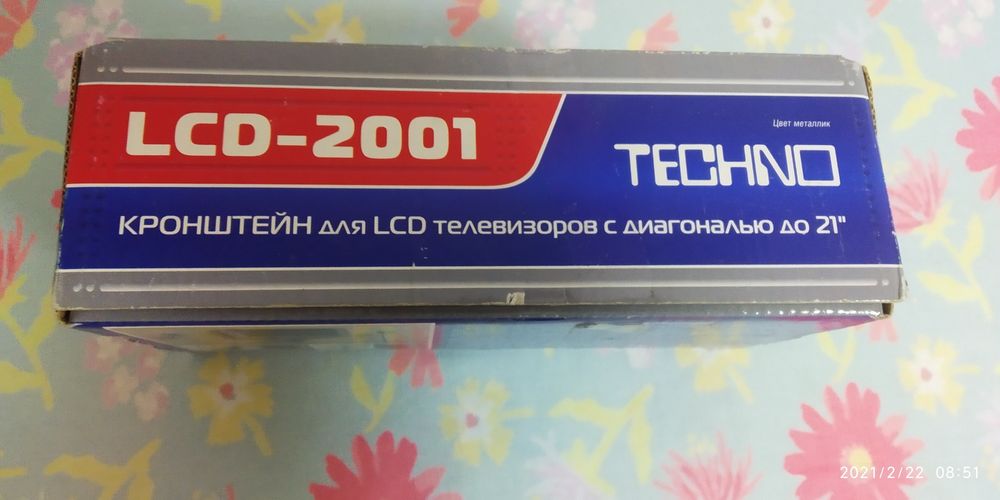 LCD-2001
Цвет металлик
TECHNO
КРОНШТЕЙН для LCD телевизоров с диагональю до 21"
2021/2/22 08:51